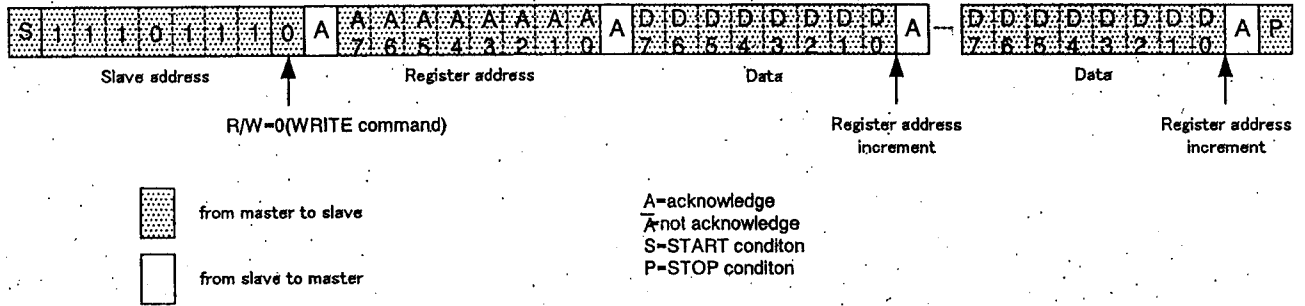 S 1 1 1 0 1 1 1 0 A A7 A6 A5 A4 A3 A2 A1 A0 A D7 D6 D5 D4 D3 D2 D1 D0 A D7 D6 D5 D4 D3 D2 D1 D0 A P
Slave address Register address Data Data
R/W=0(WRITE command)
Register address increment
Register address increment
from master to slave
from slave to master
A=acknowledge
A̅=not acknowledge
S=START conditon
P=STOP conditon